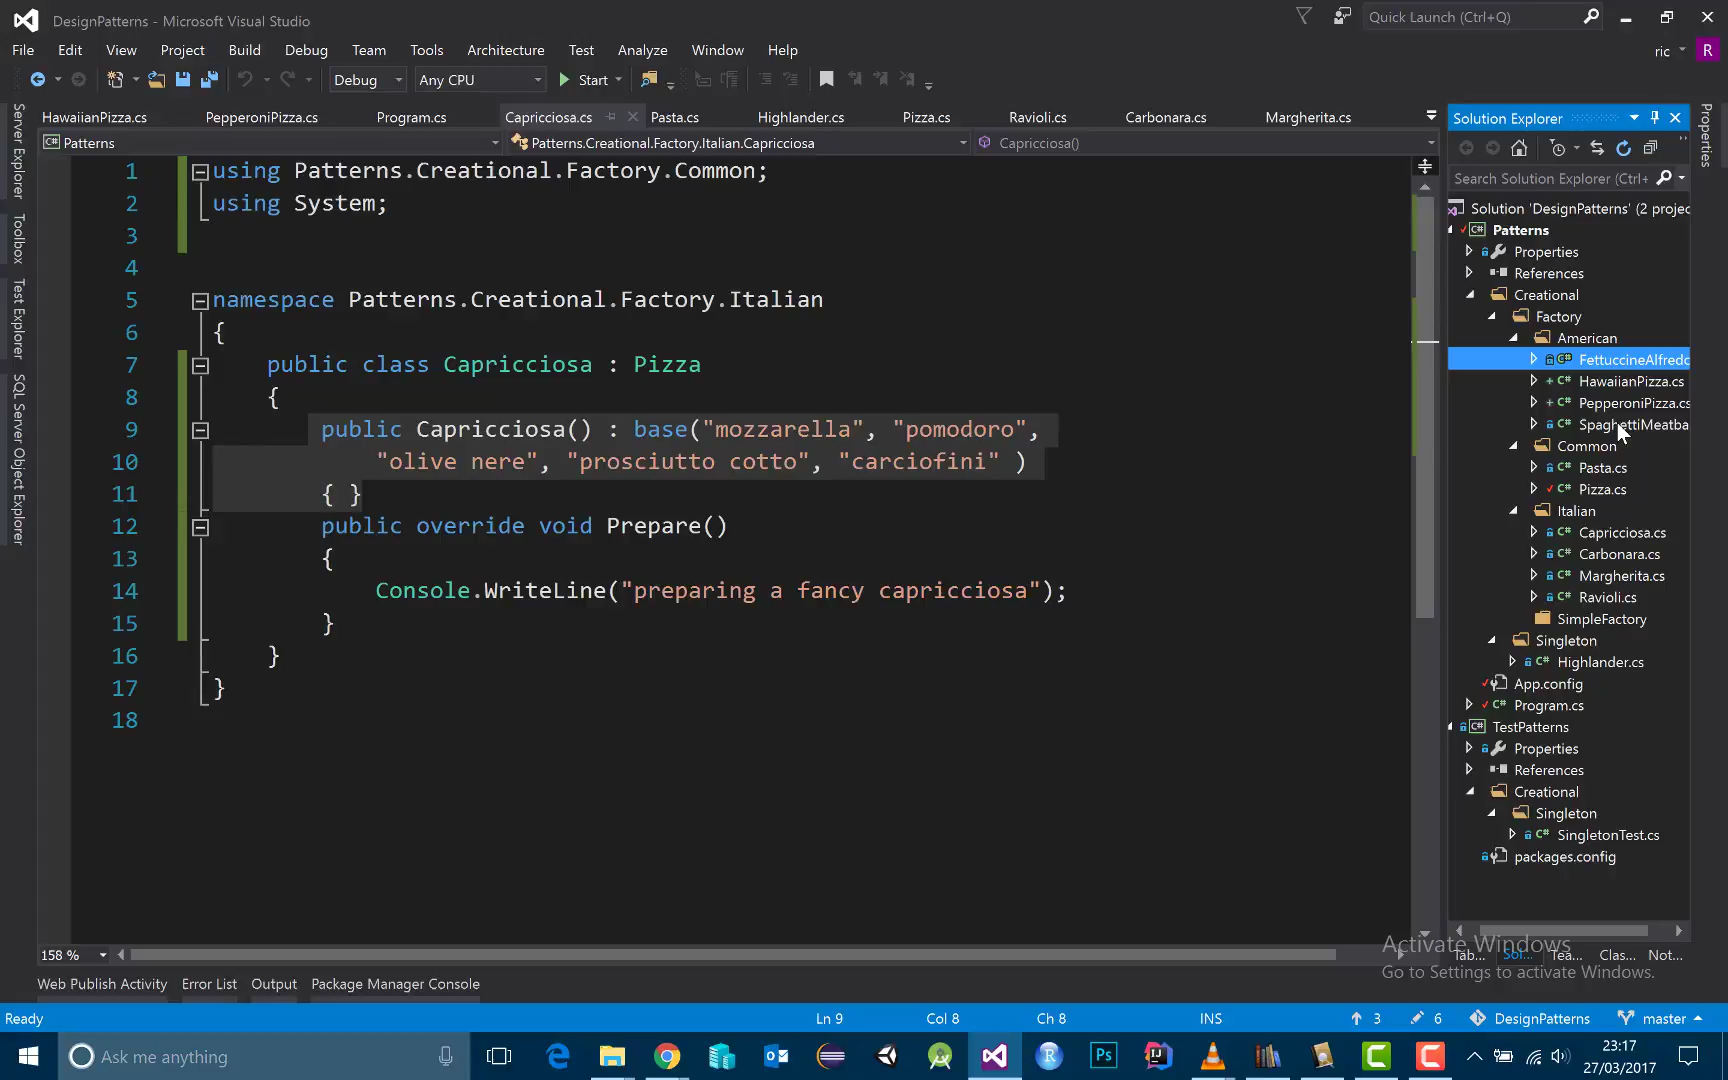 DesignPatterns - Microsoft Visual Studio
Quick Launch (Ctrl+Q)
File Edit View Project Build Debug Team Tools Architecture Test Analyze Window Help
ric R
Debug Any CPU Start
HawaiianPizza.cs PepperoniPizza.cs Program.cs Capricciosa.cs Pasta.cs Highlander.cs Pizza.cs Ravioli.cs Carbonara.cs Margherita.cs
Patterns Patterns.Creational.Factory.Italian.Capricciosa Capricciosa()
Server Explorer
Toolbox
Test Explorer
SQL Server Object Explorer
1 using Patterns.Creational.Factory.Common;
2 using System;
3
4
5 namespace Patterns.Creational.Factory.Italian
6 {
7 public class Capricciosa : Pizza
8 {
9 public Capricciosa() : base("mozzarella", "pomodoro",
10 "olive nere", "prosciutto cotto", "carciofini" )
11 { }
12 public override void Prepare()
13 {
14 Console.WriteLine("preparing a fancy capricciosa");
15 }
16 }
17 }
18
Solution Explorer
Search Solution Explorer (Ctrl+
Solution 'DesignPatterns' (2 projec
Patterns
Properties
References
Creational
Factory
American
FettuccineAlfredo
HawaiianPizza.cs
PepperoniPizza.cs
SpaghettiMeatba
Common
Pasta.cs
Pizza.cs
Italian
Capricciosa.cs
Carbonara.cs
Margherita.cs
Ravioli.cs
SimpleFactory
Singleton
Highlander.cs
App.config
Program.cs
TestPatterns
Properties
References
Creational
Singleton
SingletonTest.cs
packages.config
Properties
158 %
Tab... Sol... Tea... Clas... Not...
Activate Windows
Go to Settings to activate Windows.
Web Publish Activity Error List Output Package Manager Console
Ready Ln 9 Col 8 Ch 8 INS 3 6 DesignPatterns master
Ask me anything
R
Ps
IJ
C
C
23:17
27/03/2017